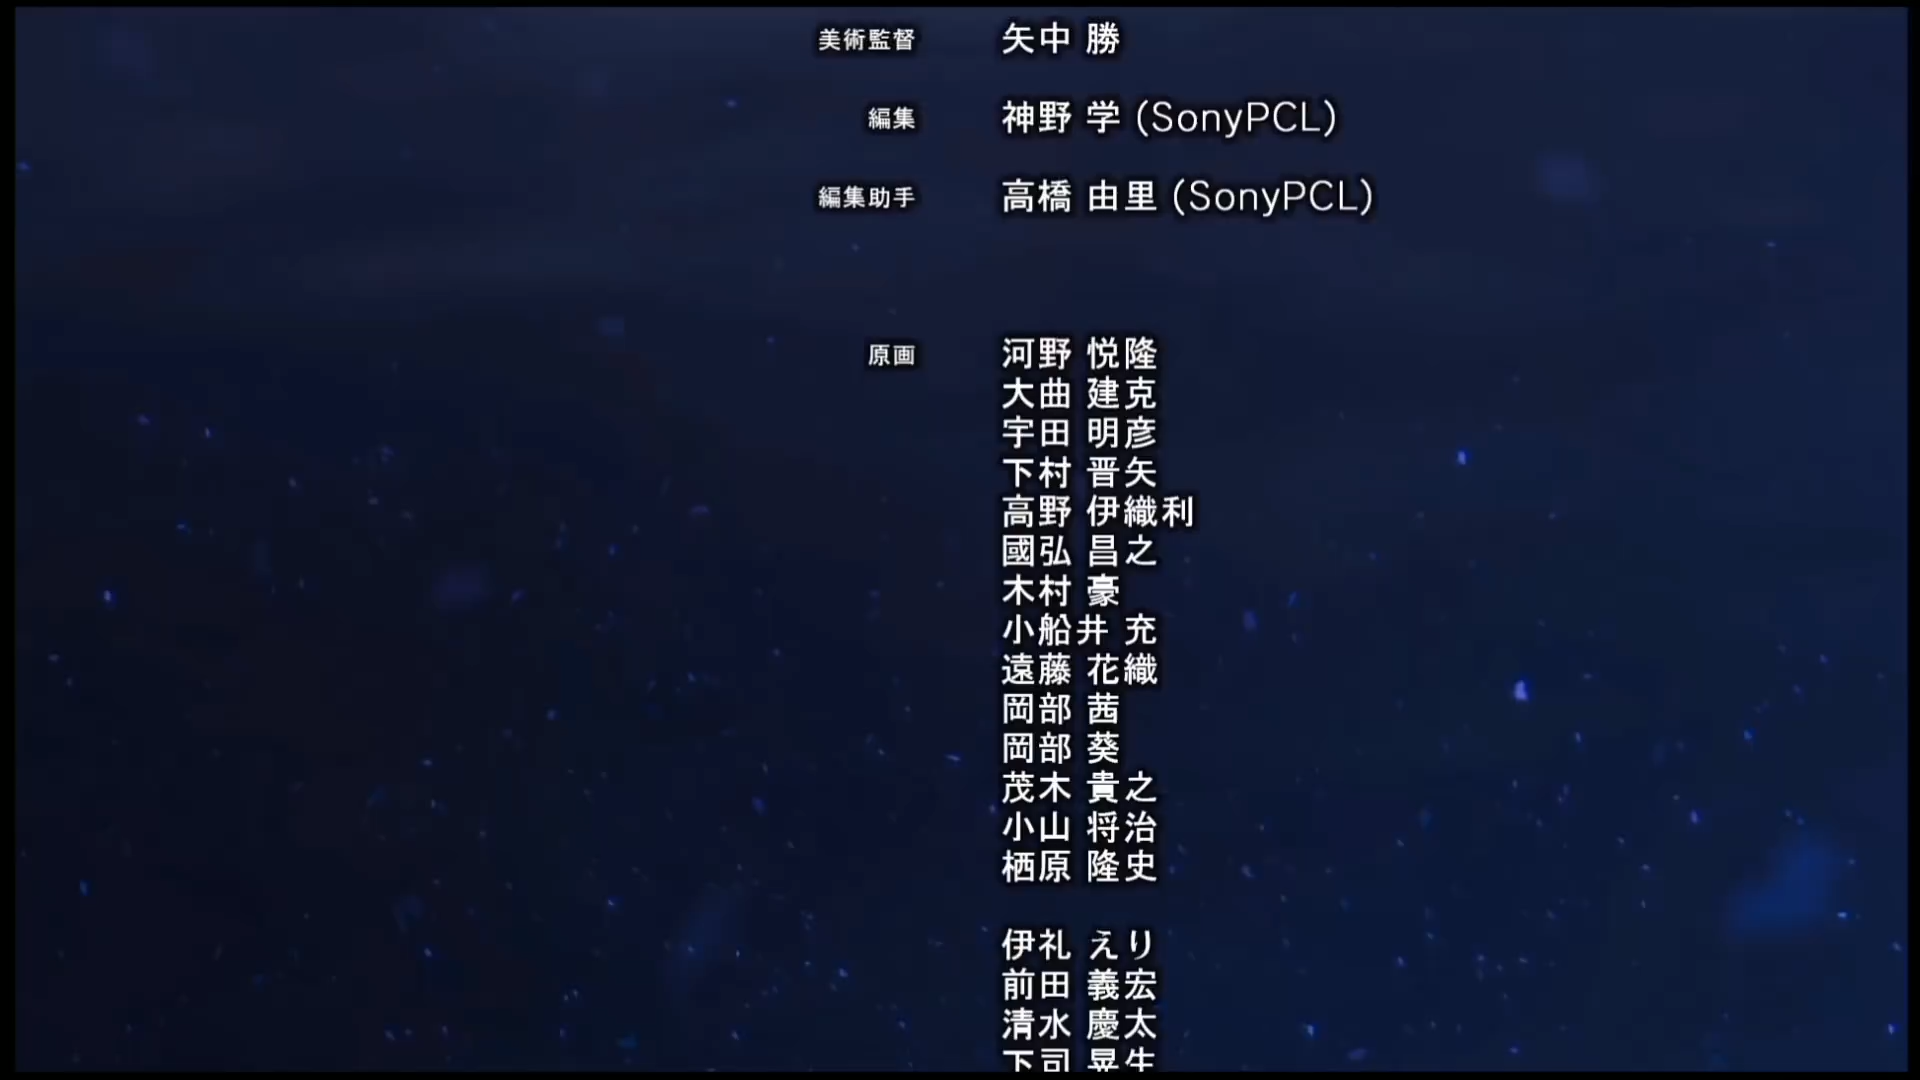 美術監督 矢中 勝
編集 神野 学 (SonyPCL)
編集助手 高橋 由里 (SonyPCL)
原画 河野 悦隆
大曲 建克
宇田 明彦
下村 晋矢
高野 伊織利
國弘 昌之
木村 豪
小船井 充
遠藤 花織
岡部 茜
岡部 葵
茂木 貴之
小山 将治
栖原 隆史
伊礼 えり
前田 義宏
清水 慶太
下司 晃生